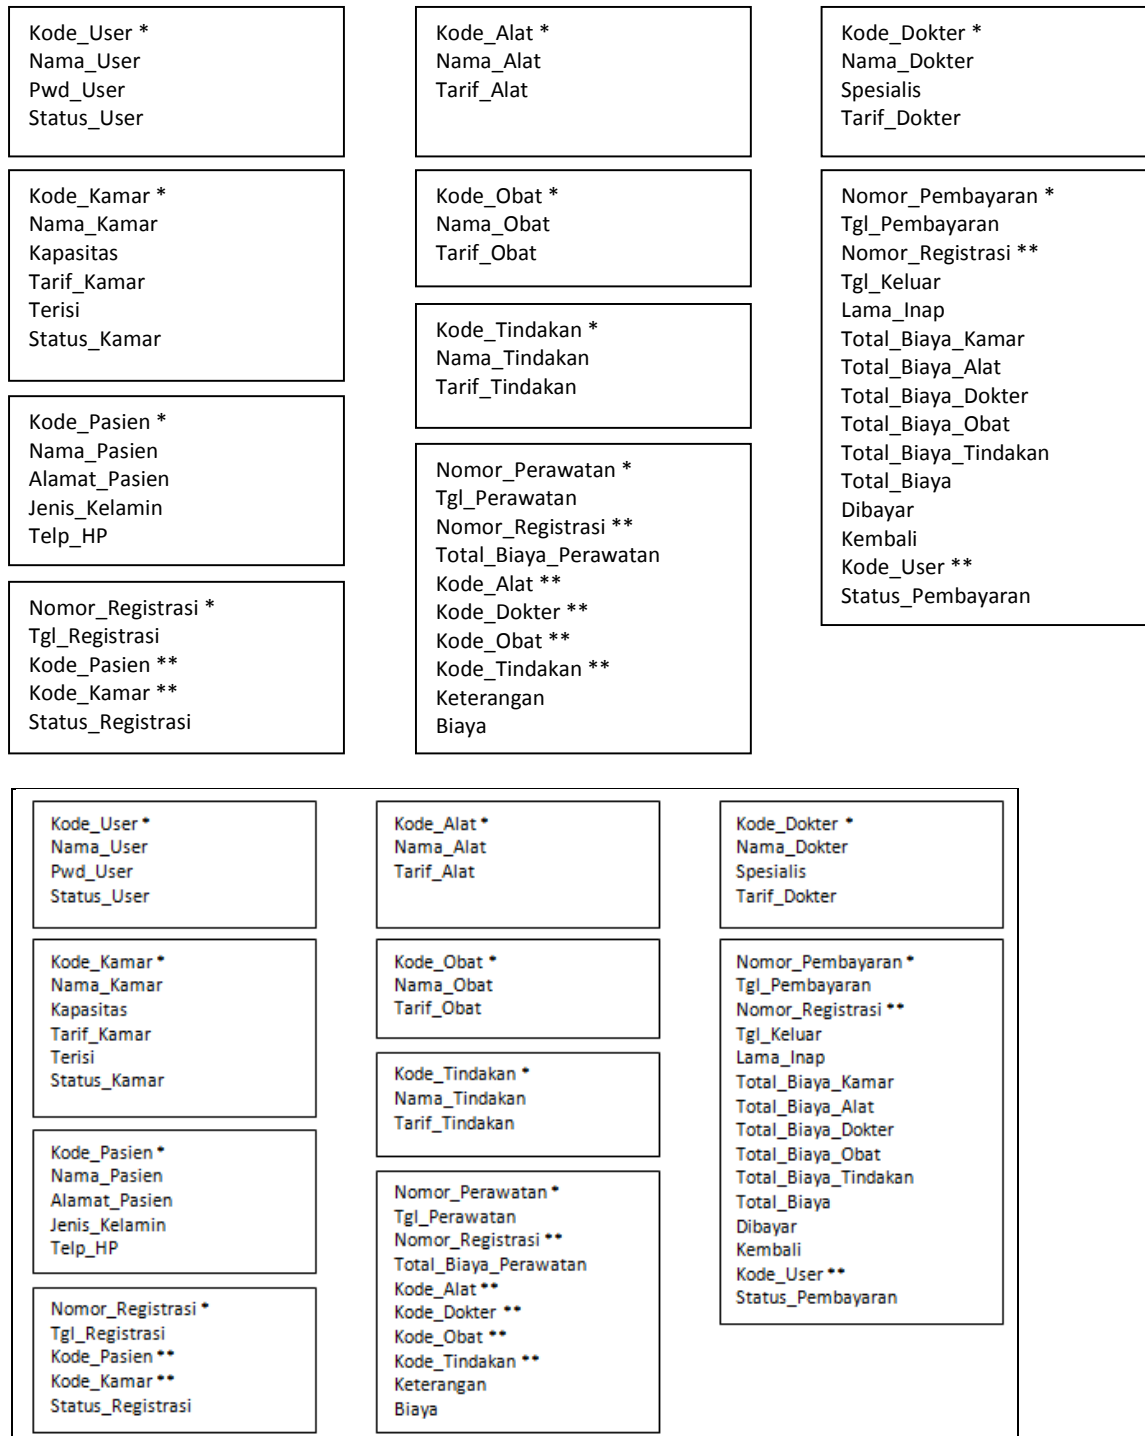 Kode_User *
Nama_User
Pwd_User
Status_User
Kode_Kamar *
Nama_Kamar
Kapasitas
Tarif_Kamar
Terisi
Status_Kamar
Kode_Pasien *
Nama_Pasien
Alamat_Pasien
Jenis_Kelamin
Telp_HP
Nomor_Registrasi *
Tgl_Registrasi
Kode_Pasien **
Kode_Kamar **
Status_Registrasi
Kode_Alat *
Nama_Alat
Tarif_Alat
Kode_Obat *
Nama_Obat
Tarif_Obat
Kode_Tindakan *
Nama_Tindakan
Tarif_Tindakan
Nomor_Perawatan *
Tgl_Perawatan
Nomor_Registrasi **
Total_Biaya_Perawatan
Kode_Alat **
Kode_Dokter **
Kode_Obat **
Kode_Tindakan **
Keterangan
Biaya
Kode_Dokter *
Nama_Dokter
Spesialis
Tarif_Dokter
Nomor_Pembayaran *
Tgl_Pembayaran
Nomor_Registrasi **
Tgl_Keluar
Lama_Inap
Total_Biaya_Kamar
Total_Biaya_Alat
Total_Biaya_Dokter
Total_Biaya_Obat
Total_Biaya_Tindakan
Total_Biaya
Dibayar
Kembali
Kode_User **
Status_Pembayaran
Kode_User *
Nama_User
Pwd_User
Status_User
Kode_Kamar *
Nama_Kamar
Kapasitas
Tarif_Kamar
Terisi
Status_Kamar
Kode_Pasien *
Nama_Pasien
Alamat_Pasien
Jenis_Kelamin
Telp_HP
Nomor_Registrasi *
Tgl_Registrasi
Kode_Pasien **
Kode_Kamar **
Status_Registrasi
Kode_Alat *
Nama_Alat
Tarif_Alat
Kode_Obat *
Nama_Obat
Tarif_Obat
Kode_Tindakan *
Nama_Tindakan
Tarif_Tindakan
Nomor_Perawatan *
Tgl_Perawatan
Nomor_Registrasi **
Total_Biaya_Perawatan
Kode_Alat **
Kode_Dokter **
Kode_Obat **
Kode_Tindakan **
Keterangan
Biaya
Kode_Dokter *
Nama_Dokter
Spesialis
Tarif_Dokter
Nomor_Pembayaran *
Tgl_Pembayaran
Nomor_Registrasi **
Tgl_Keluar
Lama_Inap
Total_Biaya_Kamar
Total_Biaya_Alat
Total_Biaya_Dokter
Total_Biaya_Obat
Total_Biaya_Tindakan
Total_Biaya
Dibayar
Kembali
Kode_User **
Status_Pembayaran